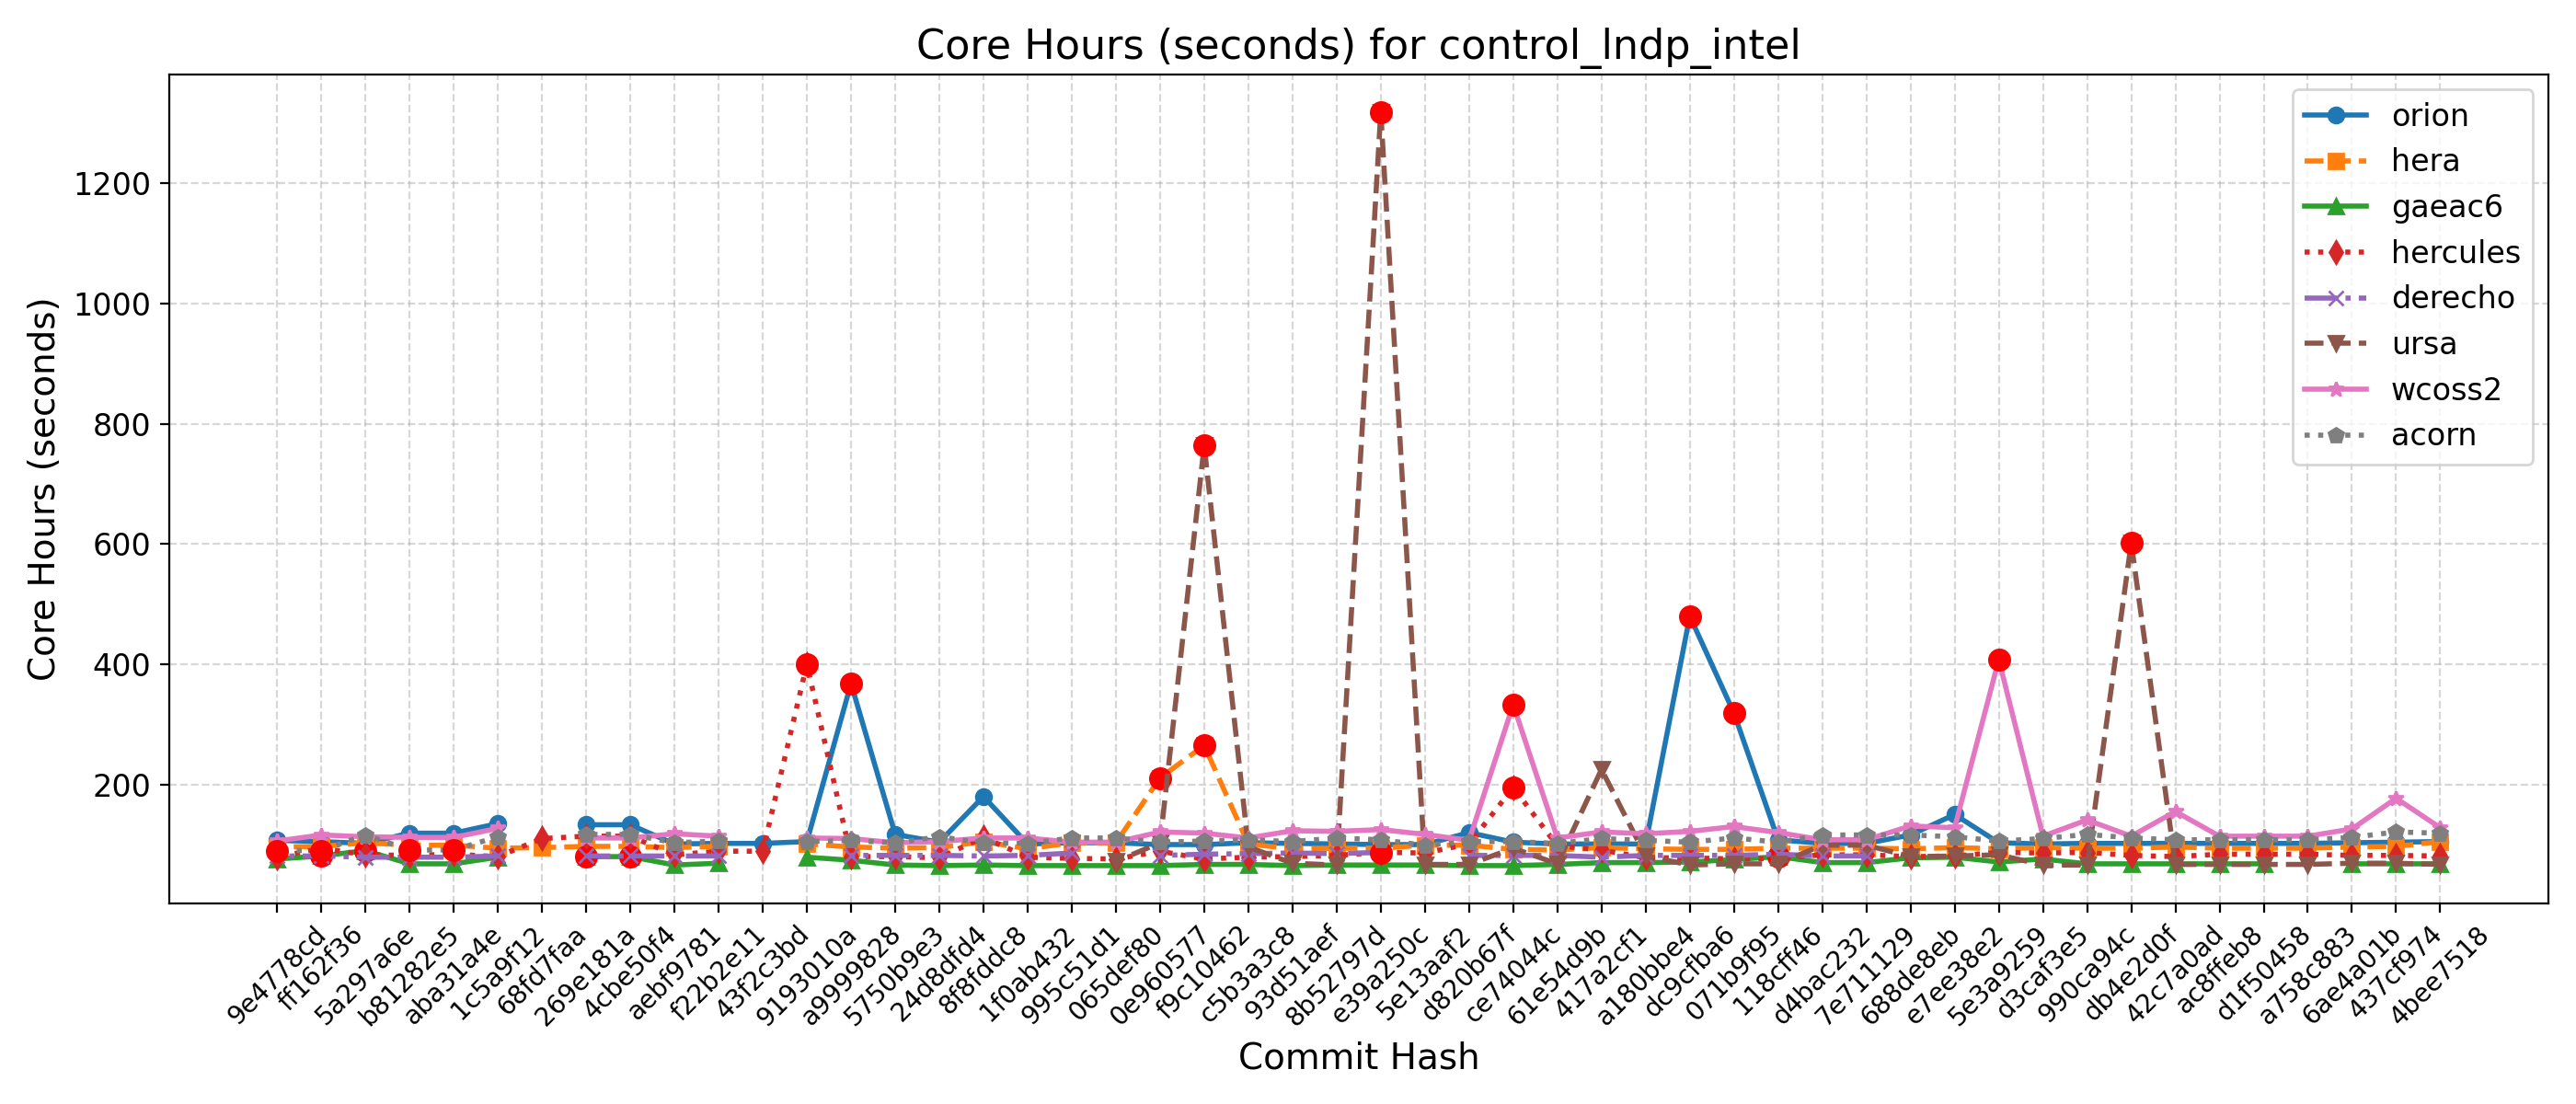 Core Hours (seconds) for control_lndp_intel
Core Hours (seconds)
1200
1000
800
600
400
200
orion
hera
gaeac6
hercules
derecho
ursa
wcoss2
acorn
9e4778cd
ff162f36
5a297a6e
b81282e5
aba31a4e
1c5a9f12
68fd7faa
269e181a
4cbe50f4
aebf9781
f22b2e11
43f2c3bd
9193010a
a9999828
5750b9e3
24d8dfd4
8f8fddc8
1f0ab432
995c51d1
065def80
0e960577
f9c10462
c5b3a3c8
93d51aef
8b52797d
e39a250c
5e13aaf2
d820b67f
ce74044c
61e54d9b
417a2cf1
a180bbe4
dc9cfba6
071b9f95
118cff46
d4bac232
7e711129
688de8eb
e7ee38e2
5e3a9259
d3caf3e5
990ca94c
db4e2d0f
42c7a0ad
ac8ffeb8
d1f50458
a758c883
6ae4a01b
437cf974
4bee7518
Commit Hash